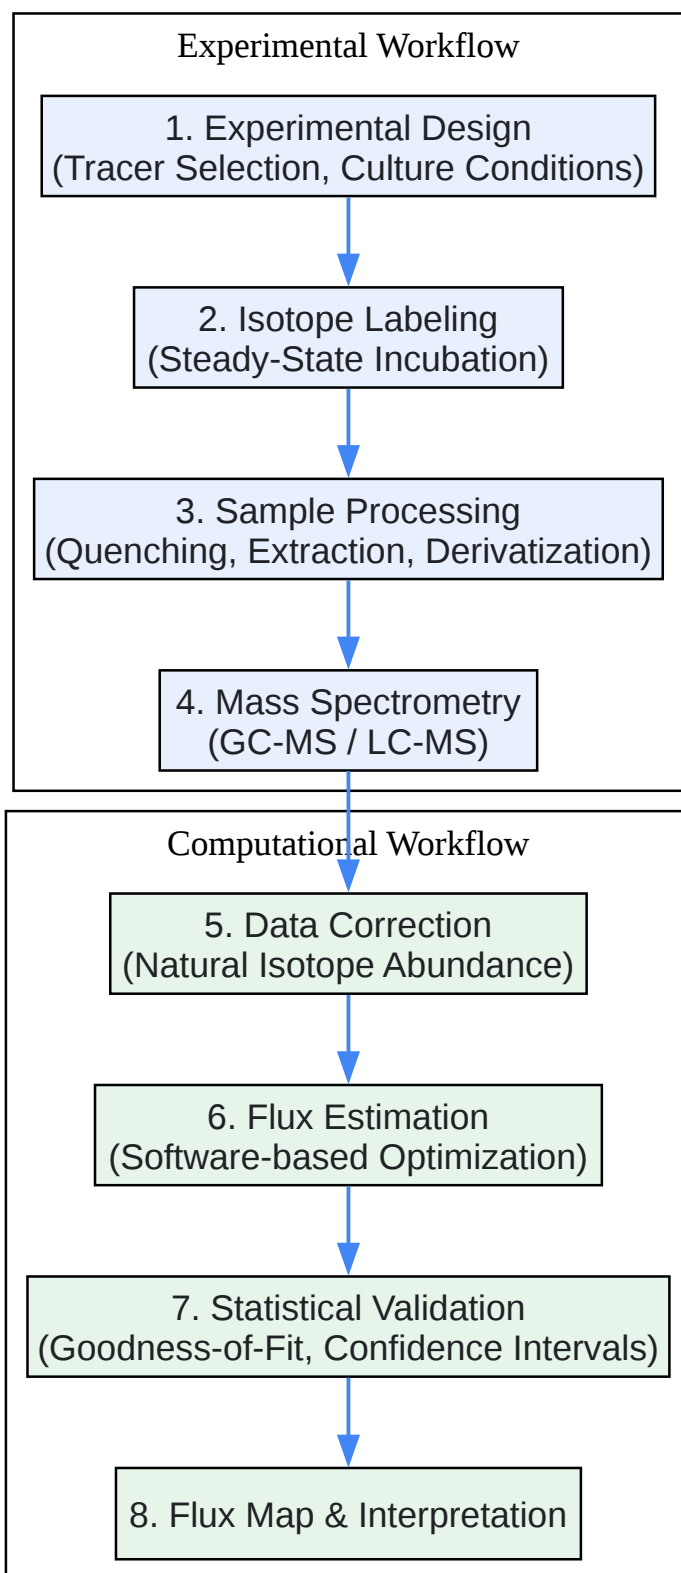 Experimental Workflow
1. Experimental Design
(Tracer Selection, Culture Conditions)
2. Isotope Labeling
(Steady-State Incubation)
3. Sample Processing
(Quenching, Extraction, Derivatization)
4. Mass Spectrometry
(GC-MS / LC-MS)
Computational Workflow
5. Data Correction
(Natural Isotope Abundance)
6. Flux Estimation
(Software-based Optimization)
7. Statistical Validation
(Goodness-of-Fit, Confidence Intervals)
8. Flux Map & Interpretation